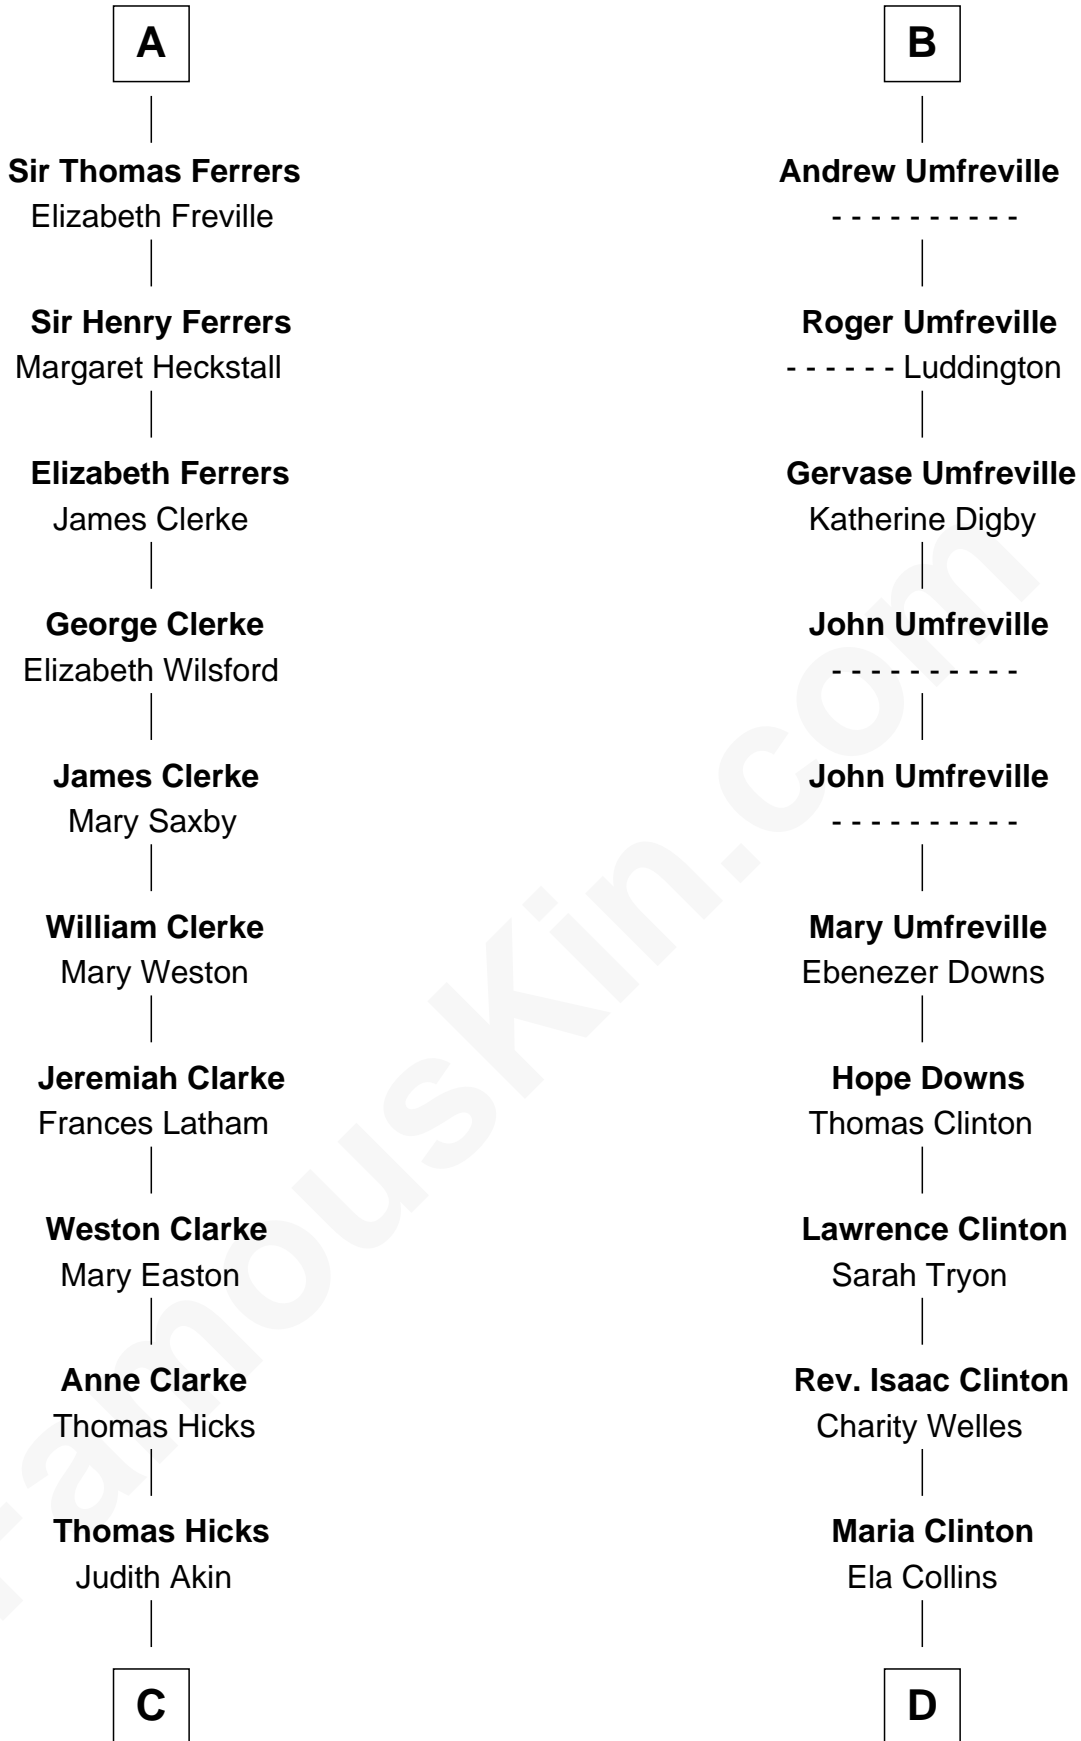 A
Sir Thomas Ferrers
Elizabeth Freville
Sir Henry Ferrers
Margaret Heckstall
Elizabeth Ferrers
James Clerke
George Clerke
Elizabeth Wilsford
James Clerke
Mary Saxby
William Clerke
Mary Weston
Jeremiah Clarke
Frances Latham
Weston Clarke
Mary Easton
Anne Clarke
Thomas Hicks
Thomas Hicks
Judith Akin
C
B
Andrew Umfreville
- - - - - - - - - -
Roger Umfreville
- - - - - - Luddington
Gervase Umfreville
Katherine Digby
John Umfreville
- - - - - - - - - -
John Umfreville
- - - - - - - - - -
Mary Umfreville
Ebenezer Downs
Hope Downs
Thomas Clinton
Lawrence Clinton
Sarah Tryon
Rev. Isaac Clinton
Charity Welles
Maria Clinton
Ela Collins
D
FamousKin.com